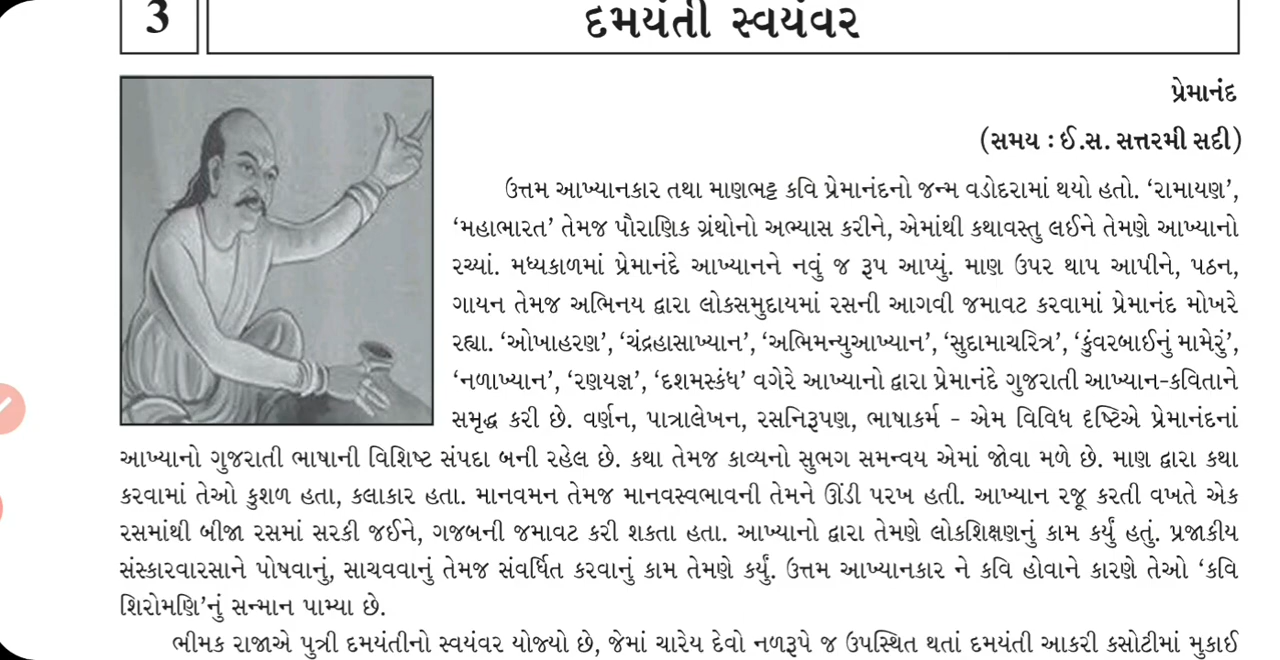 3
દમયંતી સ્વયંવર
પ્રેમાનંદ
(સમય : ઈ.સ. સત્તરમી સદી)
ઉત્તમ આખ્યાનકાર તથા માણભટ્ટ કવિ પ્રેમાનંદનો જન્મ વડોદરામાં થયો હતો. ‘રામાયણ’,
‘મહાભારત’ તેમજ પૌરાણિક ગ્રંથોનો અભ્યાસ કરીને, એમાંથી કથાવસ્તુ લઈને તેમણે આખ્યાનો
રચ્યાં. મધ્યકાળમાં પ્રેમાનંદે આખ્યાનને નવું જ રૂપ આપ્યું. માણ ઉપર થાપ આપીને, પઠન,
ગાયન તેમજ અભિનય દ્વારા લોકસમુદાયમાં રસની આગવી જમાવટ કરવામાં પ્રેમાનંદ મોખરે
રહ્યા. ‘ઓખાહરણ’, ‘ચંદ્રહાસાખ્યાન’, ‘અભિમન્યુઆખ્યાન’, ‘સુદામાચરિત્ર’, ‘કુંવરબાઈનું મામેરું’,
‘નળાખ્યાન’, ‘રણયજ્ઞ’, ‘દશમસ્કંધ’ વગેરે આખ્યાનો દ્વારા પ્રેમાનંદે ગુજરાતી આખ્યાન-કવિતાને
સમૃદ્ધ કરી છે. વર્ણન, પાત્રાલેખન, રસનિરૂપણ, ભાષાકર્મ - એમ વિવિધ દૃષ્ટિએ પ્રેમાનંદનાં
આખ્યાનો ગુજરાતી ભાષાની વિશિષ્ટ સંપદા બની રહેલ છે. કથા તેમજ કાવ્યનો સુભગ સમન્વય એમાં જોવા મળે છે. માણ દ્વારા કથા
કરવામાં તેઓ કુશળ હતા, કલાકાર હતા. માનવમન તેમજ માનવસ્વભાવની તેમને ઊંડી પરખ હતી. આખ્યાન રજૂ કરતી વખતે એક
રસમાંથી બીજા રસમાં સરકી જઈને, ગજબની જમાવટ કરી શકતા હતા. આખ્યાનો દ્વારા તેમણે લોકશિક્ષણનું કામ કર્યું હતું. પ્રજાકીય
સંસ્કારવારસાને પોષવાનું, સાચવવાનું તેમજ સંવર્ધિત કરવાનું કામ તેમણે કર્યું. ઉત્તમ આખ્યાનકાર ને કવિ હોવાને કારણે તેઓ ‘કવિ
શિરોમણિ’નું સન્માન પામ્યા છે.
ભીમક રાજાએ પુત્રી દમયંતીનો સ્વયંવર યોજ્યો છે, જેમાં ચારેય દેવો નળરૂપે જ ઉપસ્થિત થતાં દમયંતી આકરી કસોટીમાં મુકાઈ